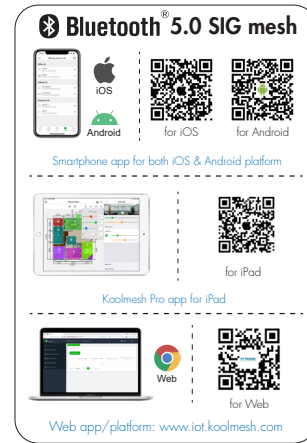 Bluetooth® 5.0 SIG mesh
iOS
Android
for iOS
for Android
Smartphone app for both iOS & Android platform
for iPad
Koolmesh Pro app for iPad
Web
for Web
Web app/platform: www.iot.koolmesh.com